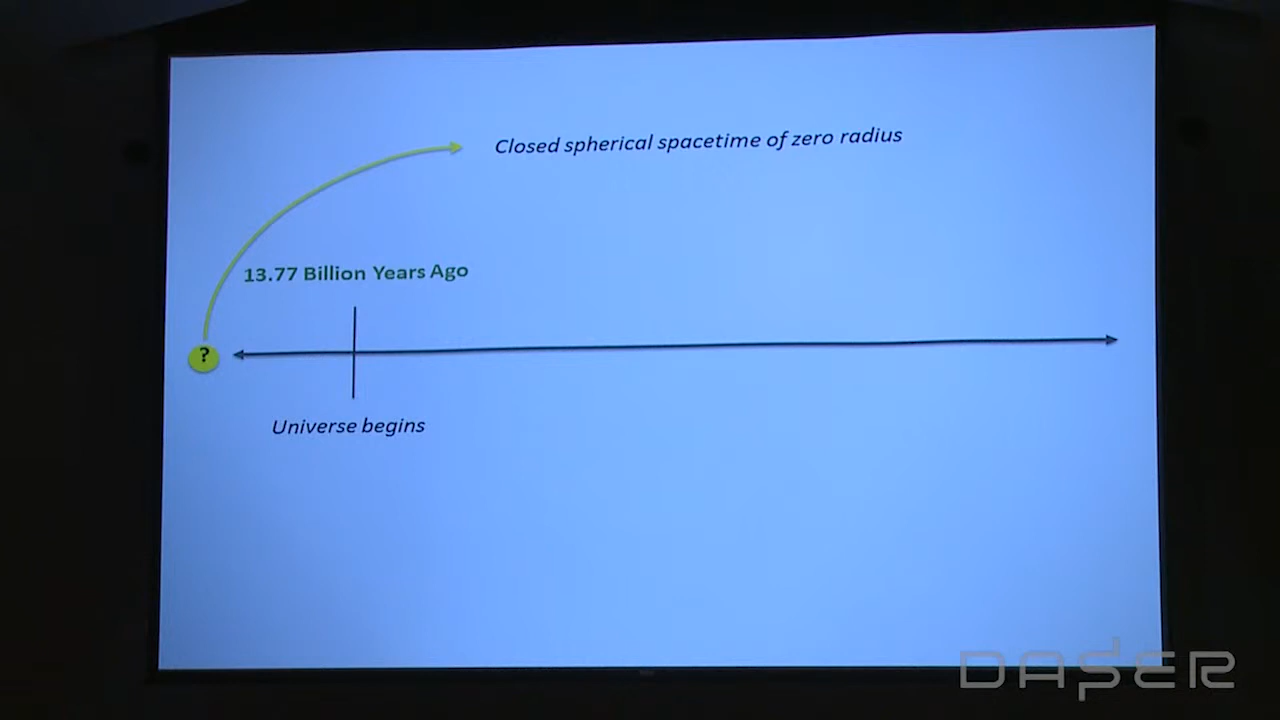 Closed spherical spacetime of zero radius
13.77 Billion Years Ago
?
Universe begins
DASER